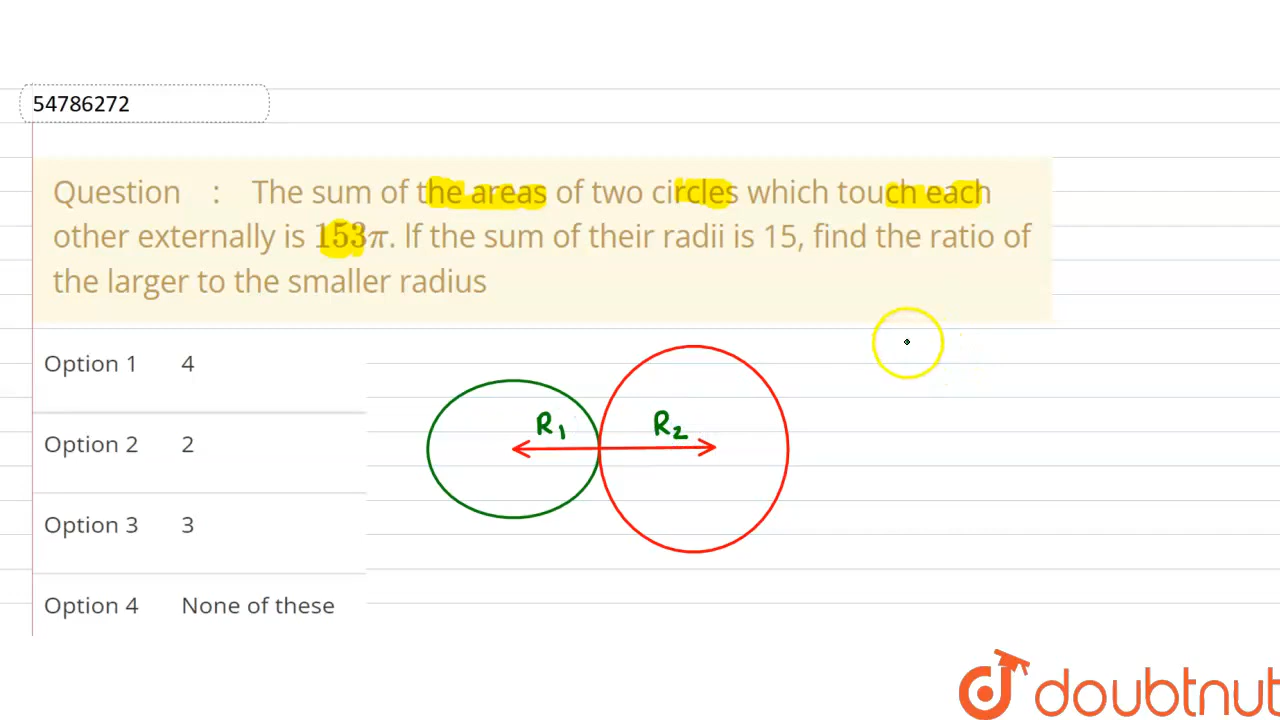 54786272
Question : The sum of the areas of two circles which touch each
other externally is 153π. If the sum of their radii is 15, find the ratio of
the larger to the smaller radius
Option 1 4
R₁ R₂
Option 2 2
Option 3 3
Option 4 None of these
doubtnut